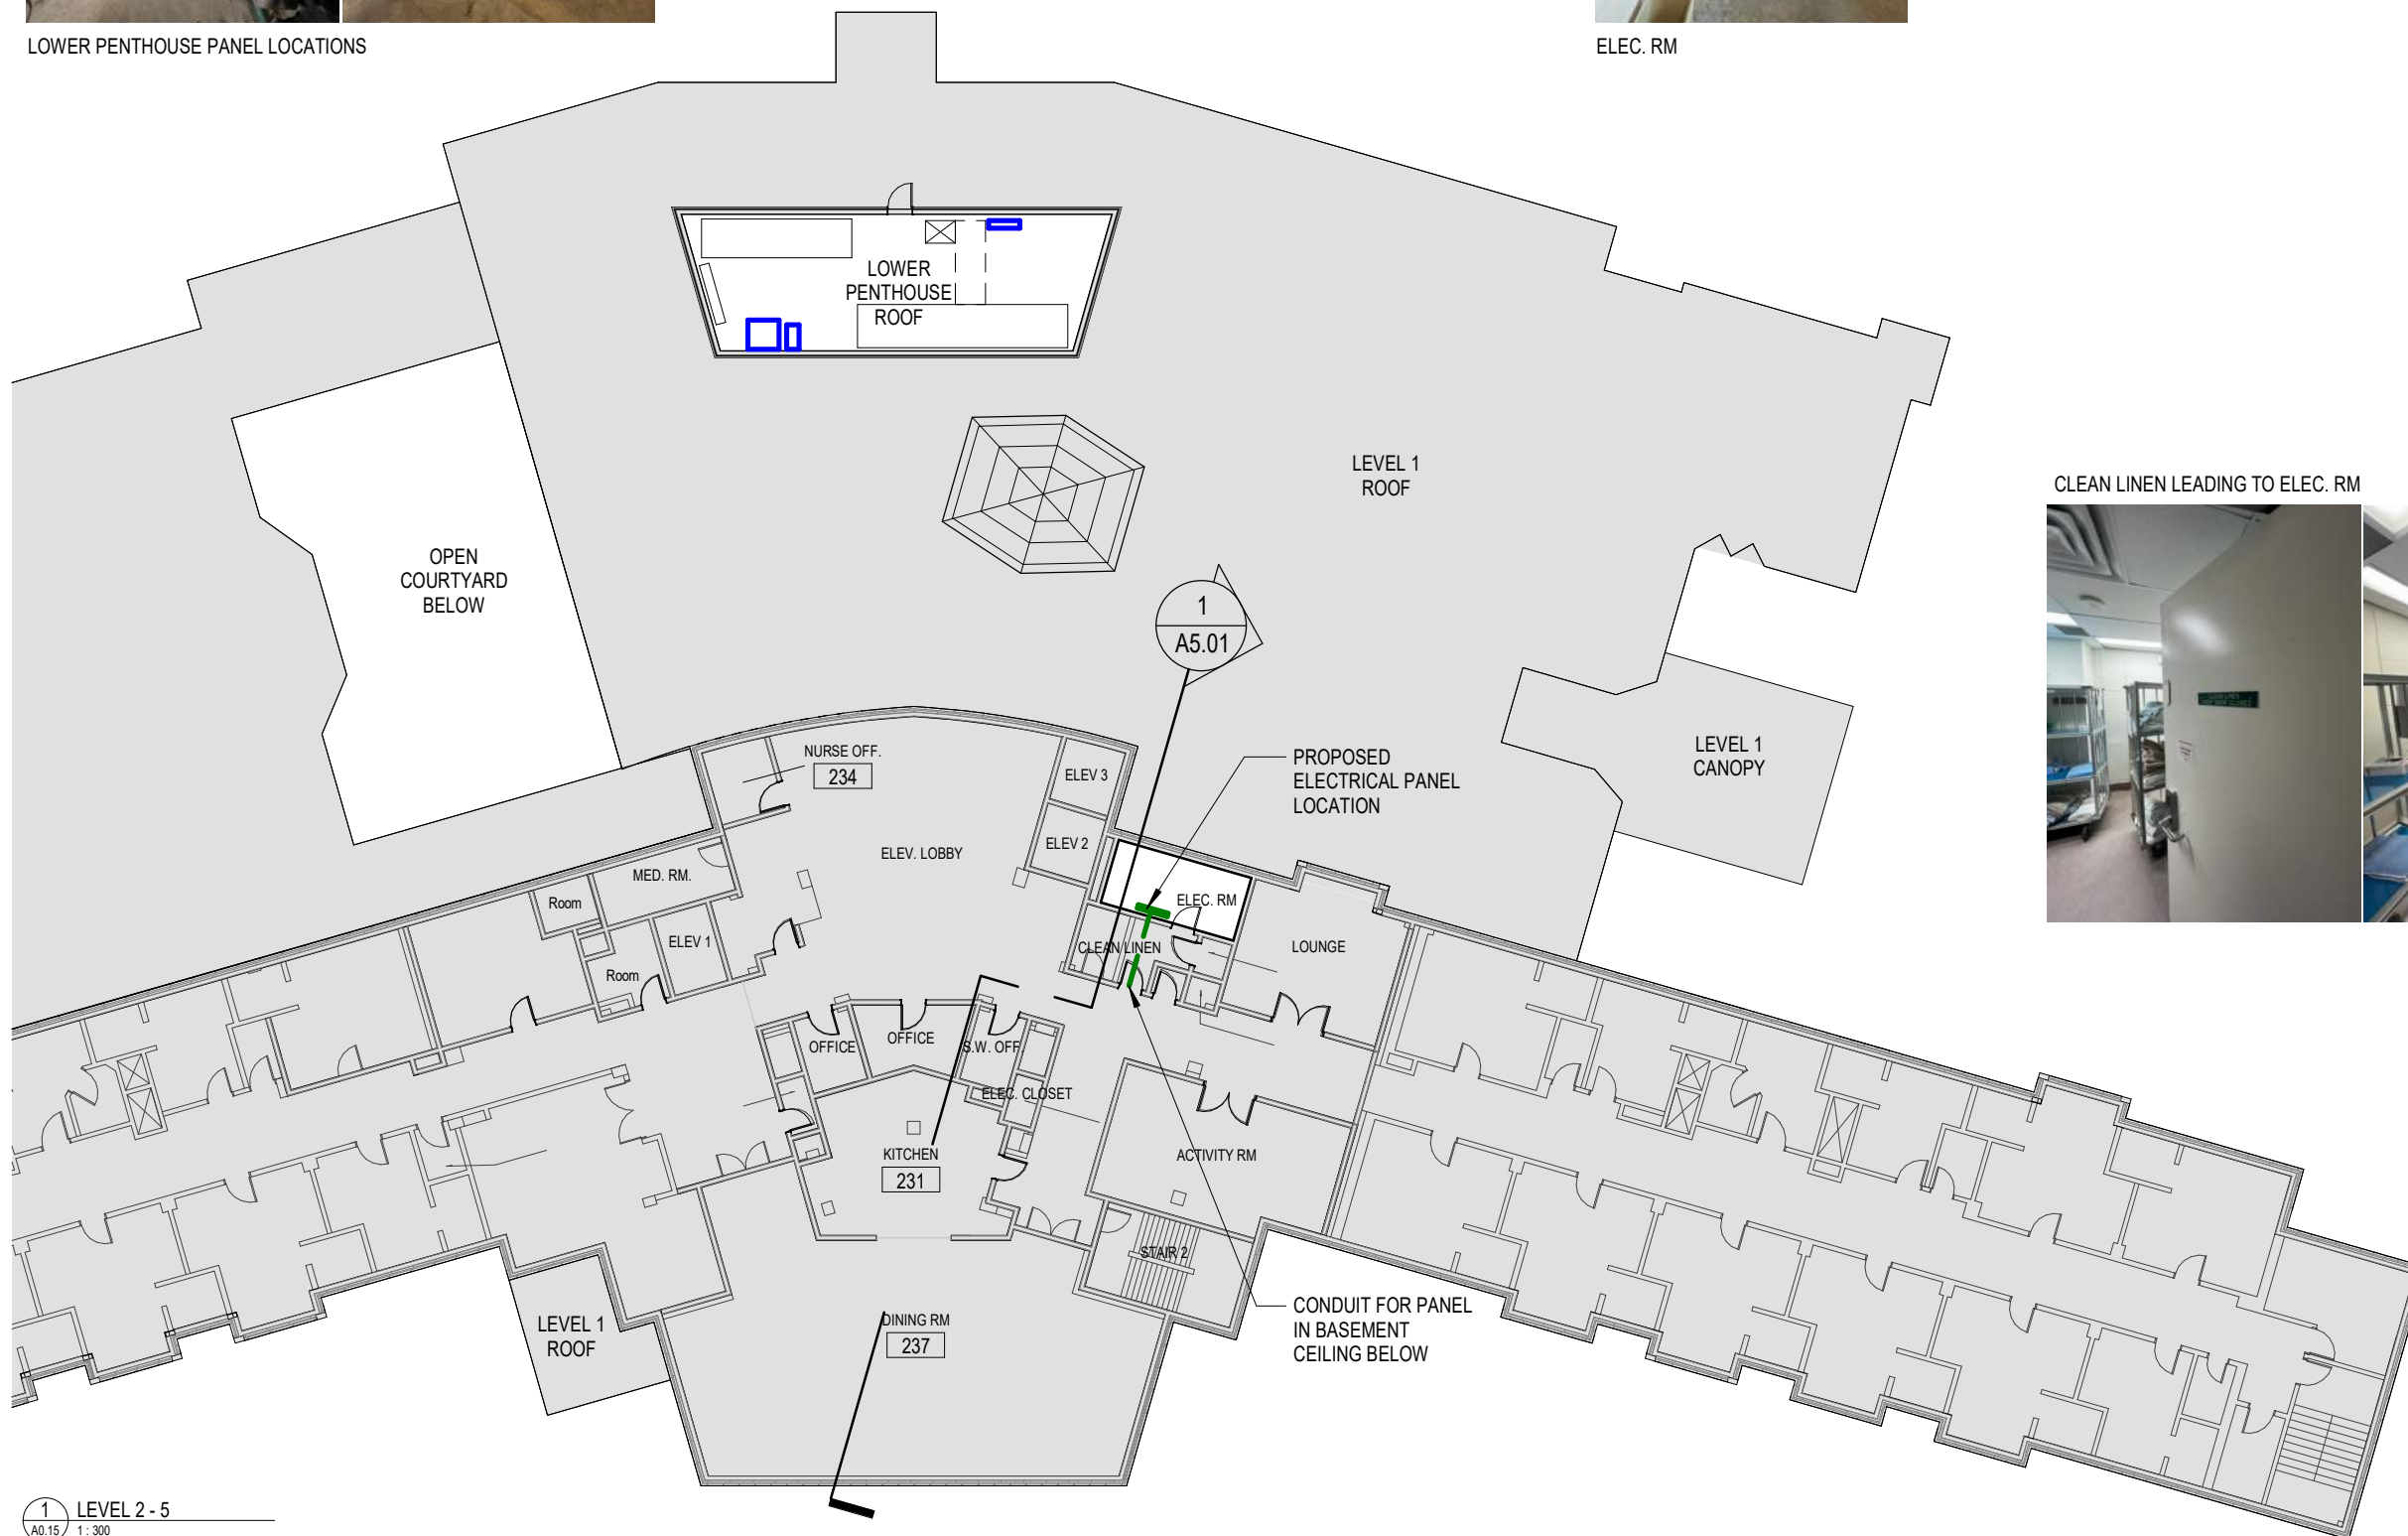 LOWER PENTHOUSE PANEL LOCATIONS
ELEC. RM
LOWER
PENTHOUSE
ROOF
LEVEL 1
ROOF
CLEAN LINEN LEADING TO ELEC. RM
OPEN
COURTYARD
BELOW
1
A5.01
LEVEL 1
CANOPY
NURSE OFF.
234
ELEV 3
PROPOSED
ELECTRICAL PANEL
LOCATION
ELEV 2
ELEV. LOBBY
MED. RM.
Room
ELEC. RM
ELEV 1
CLEAN LINEN
LOUNGE
Room
OFFICE
OFFICE
S.W. OFF.
ELEC. CLOSET
KITCHEN
231
ACTIVITY RM
STAIR 2
CONDUIT FOR PANEL
IN BASEMENT
CEILING BELOW
LEVEL 1
ROOF
DINING RM
237
1
A0.15
LEVEL 2 - 5
1 : 300